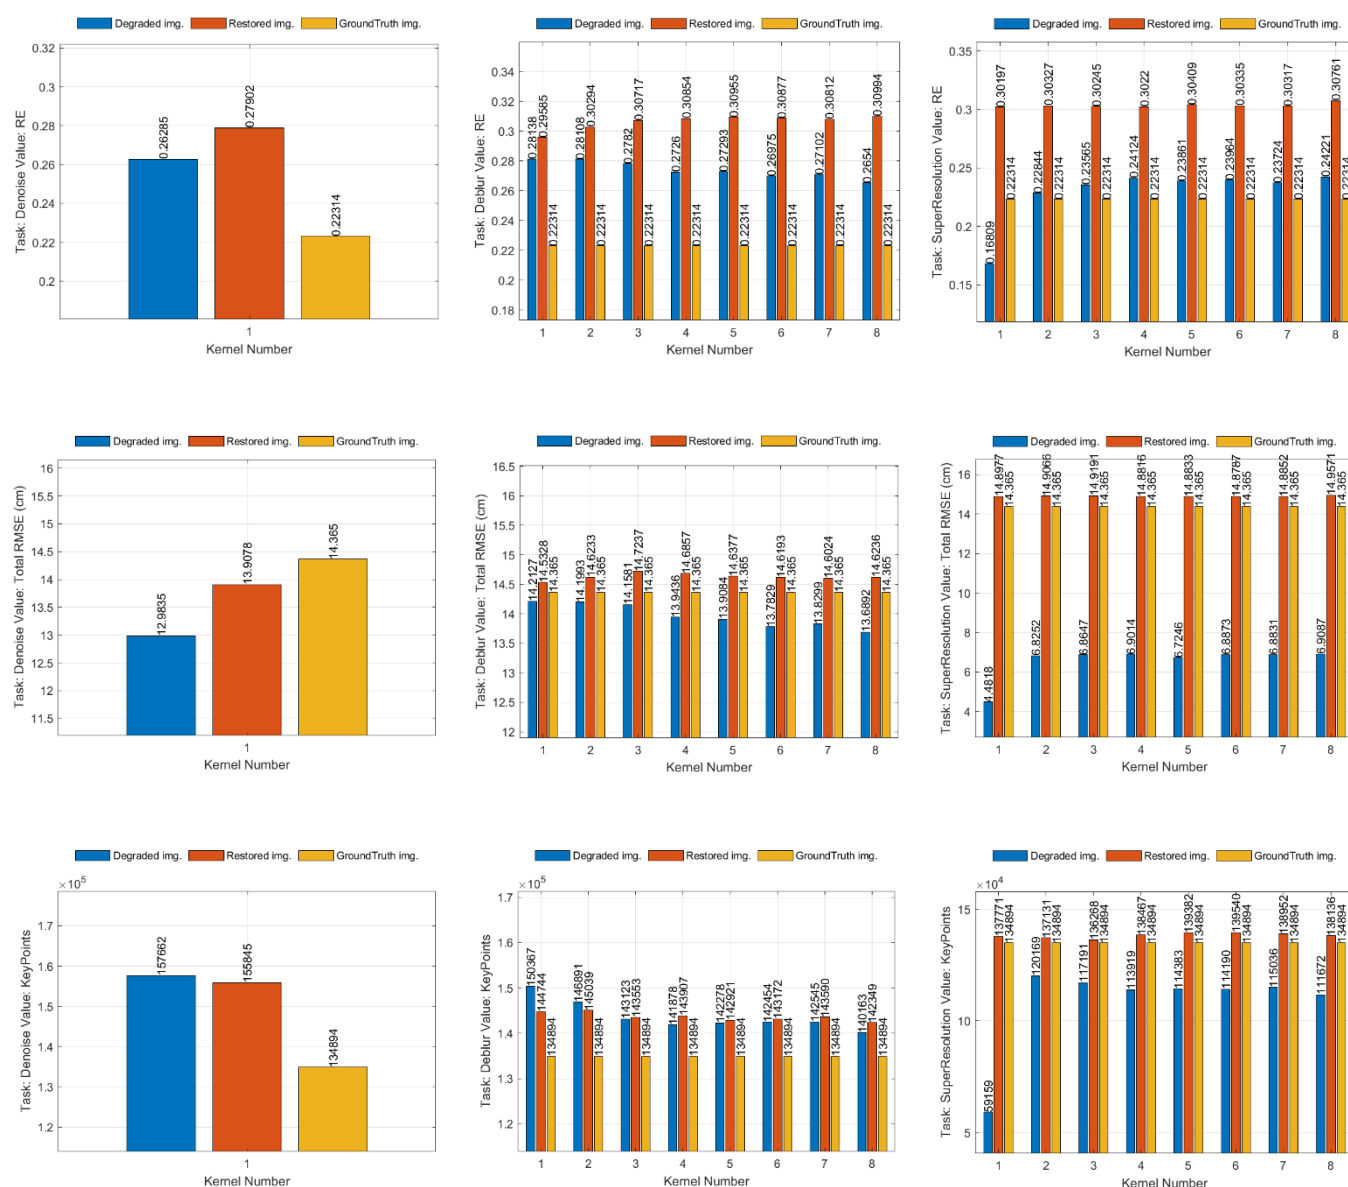 Degraded img. Restored img. GroundTruth img.
Task: Denoise Value: RE
0.32
0.3
0.28
0.26
0.24
0.22
0.2
0.26285
0.27902
0.22314
1
Kernel Number
Degraded img. Restored img. GroundTruth img.
Task: Deblur Value: RE
0.34
0.32
0.3
0.28
0.26
0.24
0.22
0.2
0.18
0.28138 0.29585 0.22314
0.28108 0.30294 0.22314
0.2782 0.30717 0.22314
0.2726 0.30854 0.22314
0.27293 0.30955 0.22314
0.26975 0.30877 0.22314
0.27102 0.30812 0.22314
0.2654 0.30994 0.22314
1 2 3 4 5 6 7 8
Kernel Number
Degraded img. Restored img. GroundTruth img.
Task: SuperResolution Value: RE
0.35
0.3
0.25
0.2
0.15
0.16809 0.30197 0.22314
0.22844 0.30327 0.22314
0.23565 0.30245 0.22314
0.24124 0.3022 0.22314
0.23861 0.30409 0.22314
0.23964 0.30335 0.22314
0.23724 0.30317 0.22314
0.24221 0.30761 0.22314
1 2 3 4 5 6 7 8
Kernel Number
Degraded img. Restored img. GroundTruth img.
Task: Denoise Value: Total RMSE (cm)
16
15.5
15
14.5
14
13.5
13
12.5
12
11.5
12.9835
13.9078
14.365
1
Kernel Number
Degraded img. Restored img. GroundTruth img.
Task: Deblur Value: Total RMSE (cm)
16.5
16
15.5
15
14.5
14
13.5
13
12.5
12
14.2127 14.5328 14.365
14.1993 14.6233 14.365
14.1581 14.7237 14.365
13.9436 14.6857 14.365
13.9084 14.6377 14.365
13.7829 14.6193 14.365
13.8299 14.6024 14.365
13.6892 14.6236 14.365
1 2 3 4 5 6 7 8
Kernel Number
Degraded img. Restored img. GroundTruth img.
Task: SuperResolution Value: Total RMSE (cm)
16
14
12
10
8
6
4
4.4818 14.8977 14.365
6.8252 14.9066 14.365
6.8647 14.9191 14.365
6.9014 14.8816 14.365
6.7246 14.8833 14.365
6.8873 14.8787 14.365
6.8831 14.8852 14.365
6.9087 14.9571 14.365
1 2 3 4 5 6 7 8
Kernel Number
Degraded img. Restored img. GroundTruth img.
×10⁵
Task: Denoise Value: KeyPoints
1.7
1.6
1.5
1.4
1.3
1.2
157662
155845
134894
1
Kernel Number
Degraded img. Restored img. GroundTruth img.
×10⁵
Task: Deblur Value: KeyPoints
1.7
1.6
1.5
1.4
1.3
1.2
150367 144744 134894
146891 145039 134894
143123 143553 134894
141878 143907 134894
142278 142921 134894
142454 143172 134894
142545 143590 134894
140163 142349 134894
1 2 3 4 5 6 7 8
Kernel Number
Degraded img. Restored img. GroundTruth img.
×10⁴
Task: SuperResolution Value: KeyPoints
15
10
5
59159 137771 134894
120169 137131 134894
117191 136268 134894
113919 138467 134894
114383 139382 134894
114190 139540 134894
115036 138952 134894
111672 138136 134894
1 2 3 4 5 6 7 8
Kernel Number